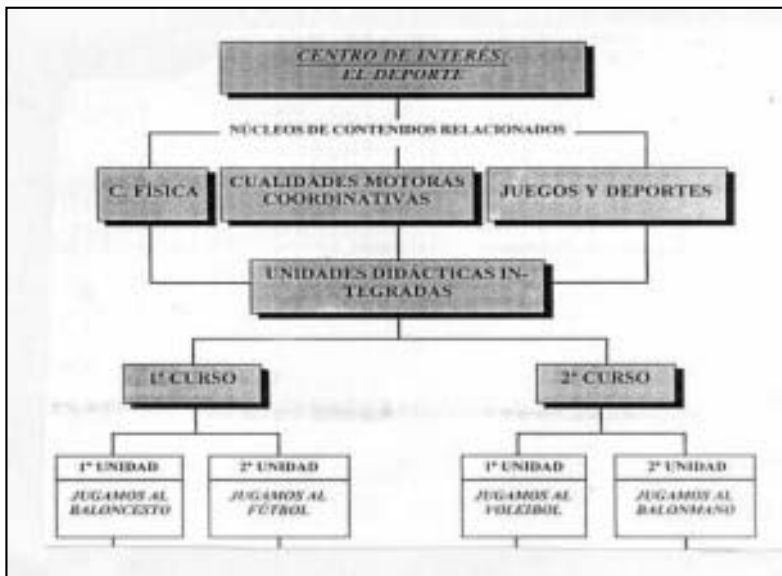 CENTRO DE INTERÉS:
EL DEPORTE
NÚCLEOS DE CONTENIDOS RELACIONADOS
C. FÍSICA
CUALIDADES MOTORAS
COORDINATIVAS
JUEGOS Y DEPORTES
UNIDADES DIDÁCTICAS IN-
TEGRADAS
1º CURSO
2º CURSO
1ª UNIDAD
JUGAMOS AL
BALONCESTO
2ª UNIDAD
JUGAMOS AL
FÚTBOL
1ª UNIDAD
JUGAMOS AL
VOLEIBOL
2ª UNIDAD
JUGAMOS AL
BALONMANO